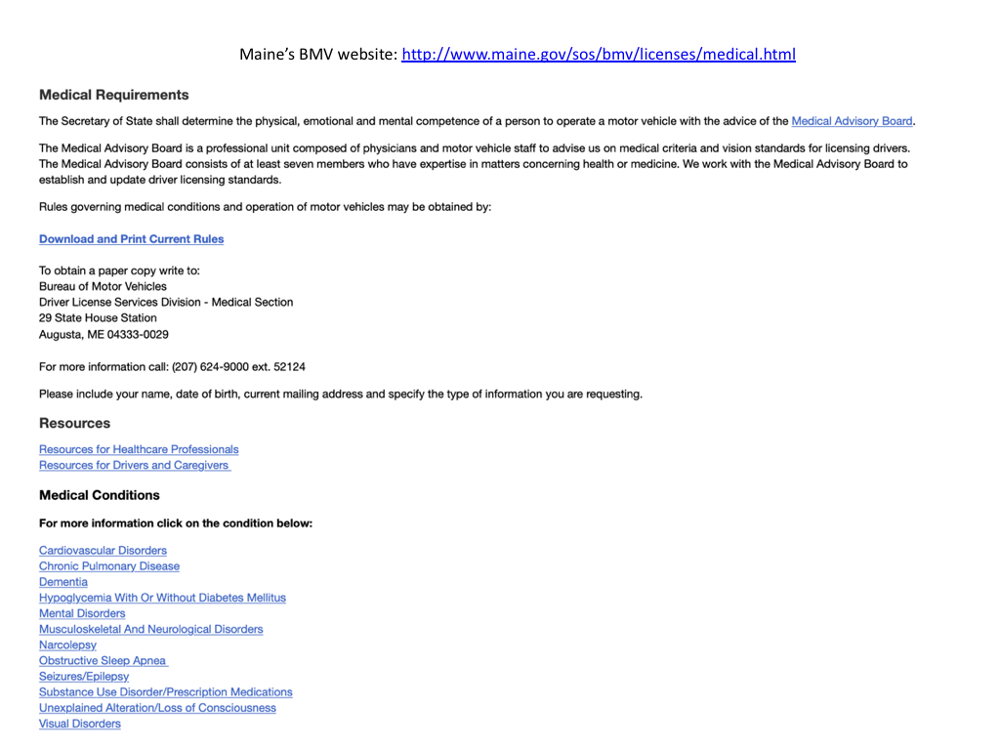 Maine’s BMV website: http://www.maine.gov/sos/bmv/licenses/medical.html
Medical Requirements
The Secretary of State shall determine the physical, emotional and mental competence of a person to operate a motor vehicle with the advice of the Medical Advisory Board.
The Medical Advisory Board is a professional unit composed of physicians and motor vehicle staff to advise us on medical criteria and vision standards for licensing drivers.
The Medical Advisory Board consists of at least seven members who have expertise in matters concerning health or medicine. We work with the Medical Advisory Board to
establish and update driver licensing standards.
Rules governing medical conditions and operation of motor vehicles may be obtained by:
Download and Print Current Rules
To obtain a paper copy write to:
Bureau of Motor Vehicles
Driver License Services Division - Medical Section
29 State House Station
Augusta, ME 04333-0029
For more information call: (207) 624-9000 ext. 52124
Please include your name, date of birth, current mailing address and specify the type of information you are requesting.
Resources
Resources for Healthcare Professionals
Resources for Drivers and Caregivers
Medical Conditions
For more information click on the condition below:
Cardiovascular Disorders
Chronic Pulmonary Disease
Dementia
Hypoglycemia With Or Without Diabetes Mellitus
Mental Disorders
Musculoskeletal And Neurological Disorders
Narcolepsy
Obstructive Sleep Apnea
Seizures/Epilepsy
Substance Use Disorder/Prescription Medications
Unexplained Alteration/Loss of Consciousness
Visual Disorders